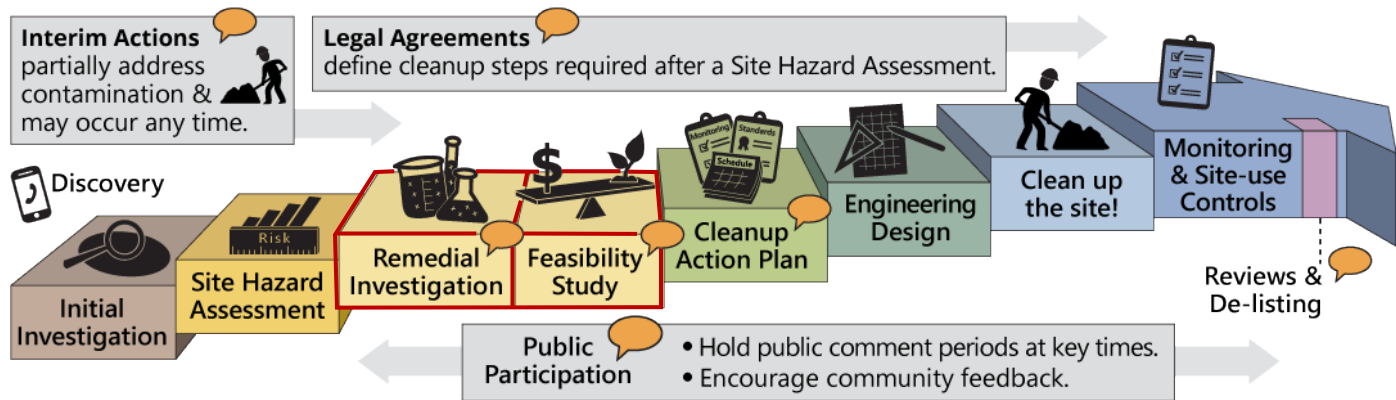 Interim Actions
partially address
contamination &
may occur any time.
Legal Agreements
define cleanup steps required after a Site Hazard Assessment.
Discovery
Initial
Investigation
Risk
Site Hazard
Assessment
Remedial
Investigation
$
Feasibility
Study
Monitoring
Standards
Schedule
Cleanup
Action Plan
Engineering
Design
Clean up
the site!
Monitoring
& Site-use
Controls
Reviews &
De-listing
Public
Participation
• Hold public comment periods at key times.
• Encourage community feedback.